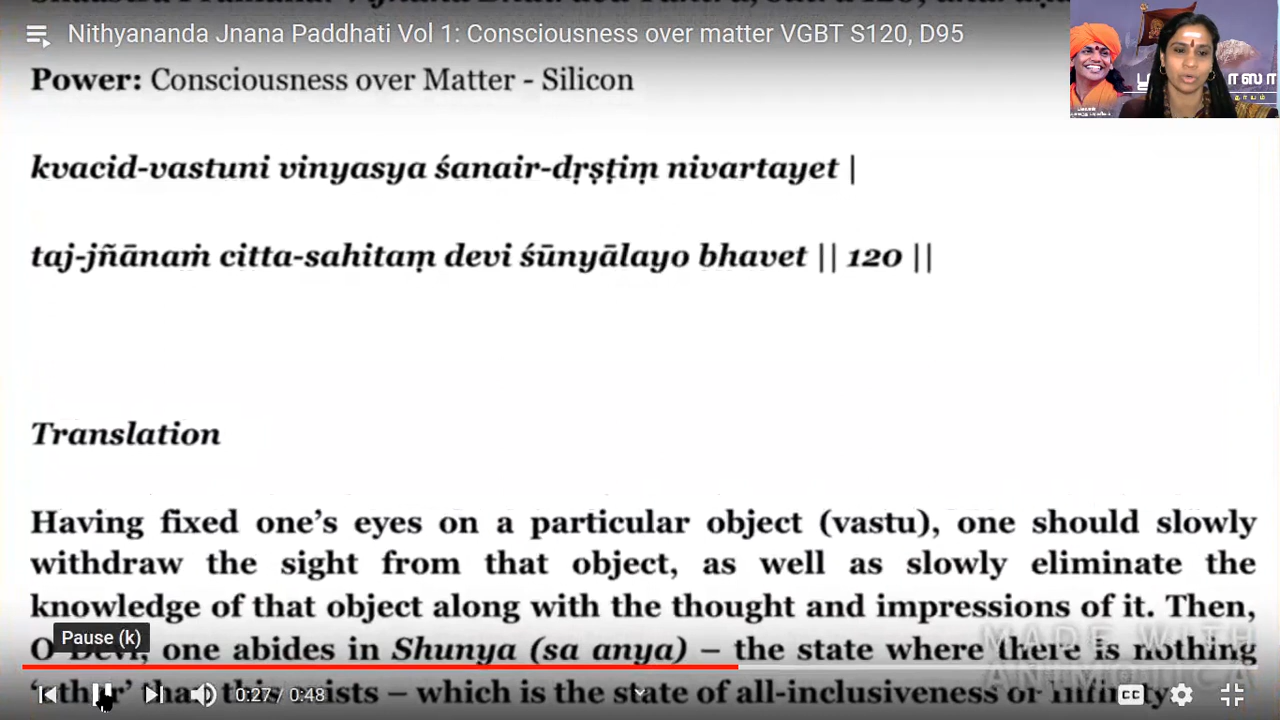 Nithyananda Jnana Paddhati Vol 1: Consciousness over matter VGBT S120, D95
Power: Consciousness over Matter - Silicon
kvacid-vastuni vinyasya śanair-dṛṣṭiṃ nivartayet |
taj-jñānaṁ citta-sahitaṃ devi śūnyālayo bhavet || 120 ||
Translation
Having fixed one’s eyes on a particular object (vastu), one should slowly
withdraw the sight from that object, as well as slowly eliminate the
knowledge of that object along with the thought and impressions of it. Then,
Pause (k)
O Devi, one abides in Shunya (sa anya) – the state where there is nothing
MADE WITH
– which is the state of all-inclusiveness or infinity.
0:27 / 0:48
CC